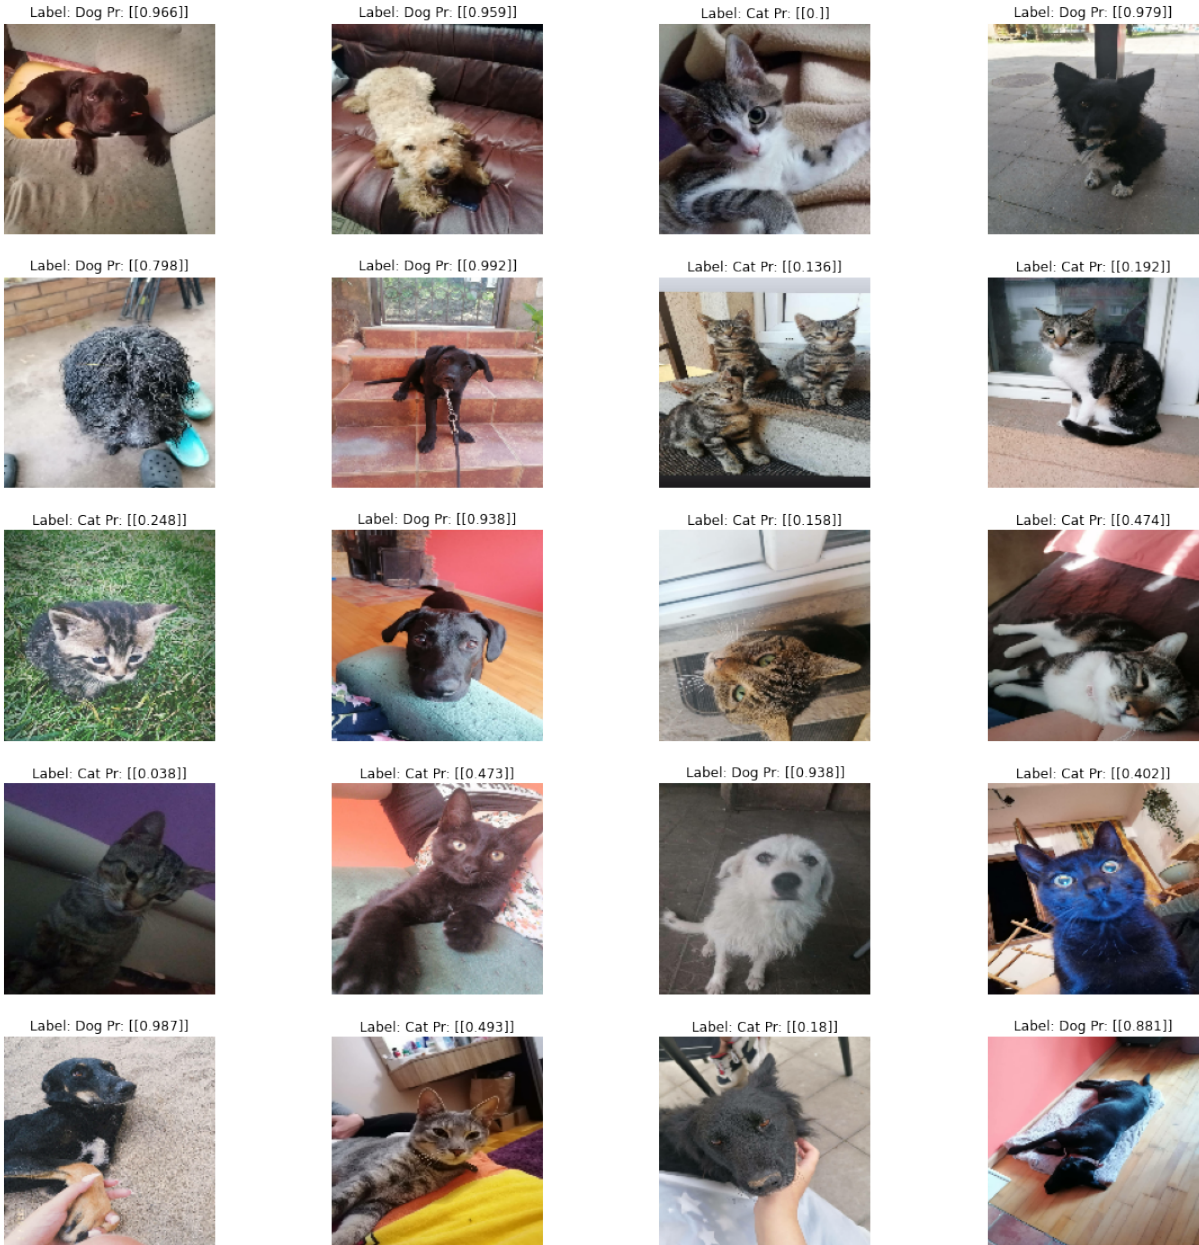 Label: Dog Pr: [[0.966]]
Label: Dog Pr: [[0.959]]
Label: Cat Pr: [[0.]]
Label: Dog Pr: [[0.979]]
Label: Dog Pr: [[0.798]]
Label: Dog Pr: [[0.992]]
Label: Cat Pr: [[0.136]]
Label: Cat Pr: [[0.192]]
Label: Cat Pr: [[0.248]]
Label: Dog Pr: [[0.938]]
Label: Cat Pr: [[0.158]]
Label: Cat Pr: [[0.474]]
Label: Cat Pr: [[0.038]]
Label: Cat Pr: [[0.473]]
Label: Dog Pr: [[0.938]]
Label: Cat Pr: [[0.402]]
Label: Dog Pr: [[0.987]]
Label: Cat Pr: [[0.493]]
Label: Cat Pr: [[0.18]]
Label: Dog Pr: [[0.881]]